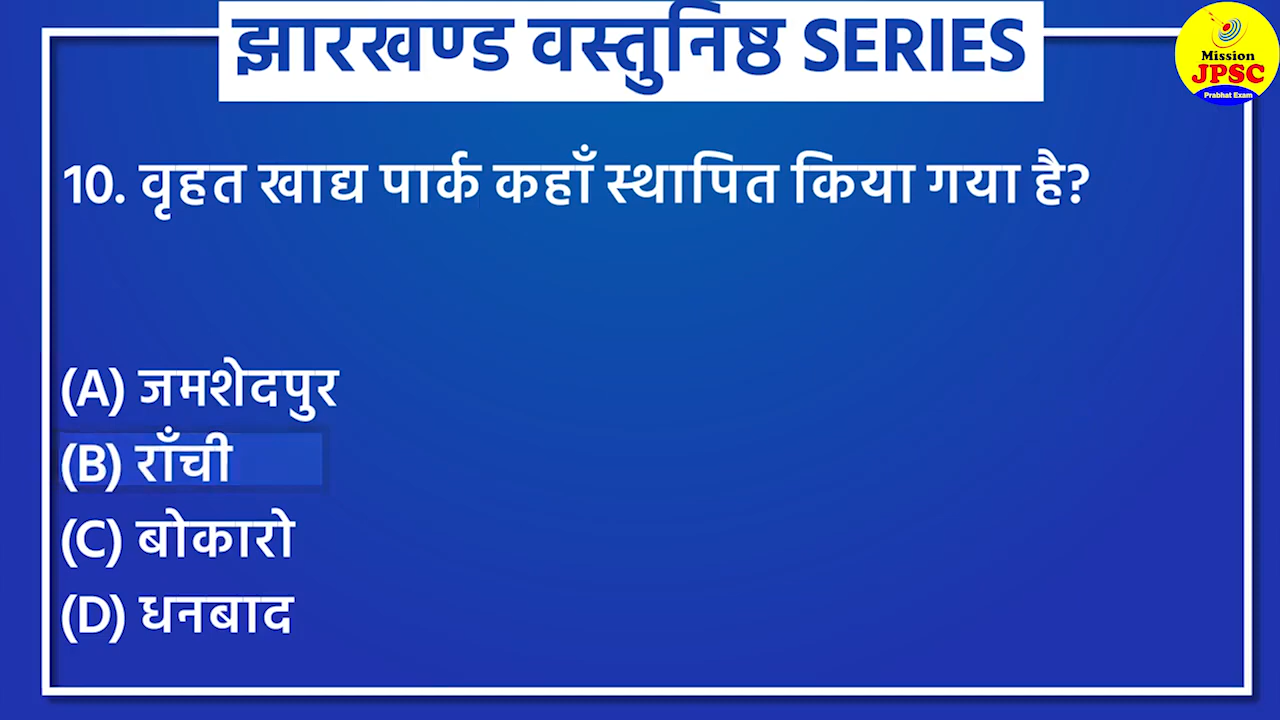 झारखण्ड वस्तुनिष्ठ SERIES
Mission
JPSC
Prabhat Exam
10. वृहत खाद्य पार्क कहाँ स्थापित किया गया है?
(A) जमशेदपुर
(B) राँची
(C) बोकारो
(D) धनबाद